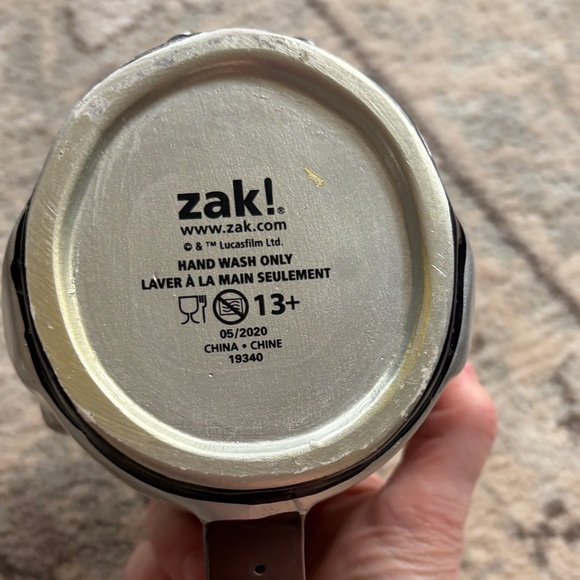 zak!®
www.zak.com
© & ™ Lucasfilm Ltd.
HAND WASH ONLY
LAVER À LA MAIN SEULEMENT
13+
05/2020
CHINA • CHINE
19340